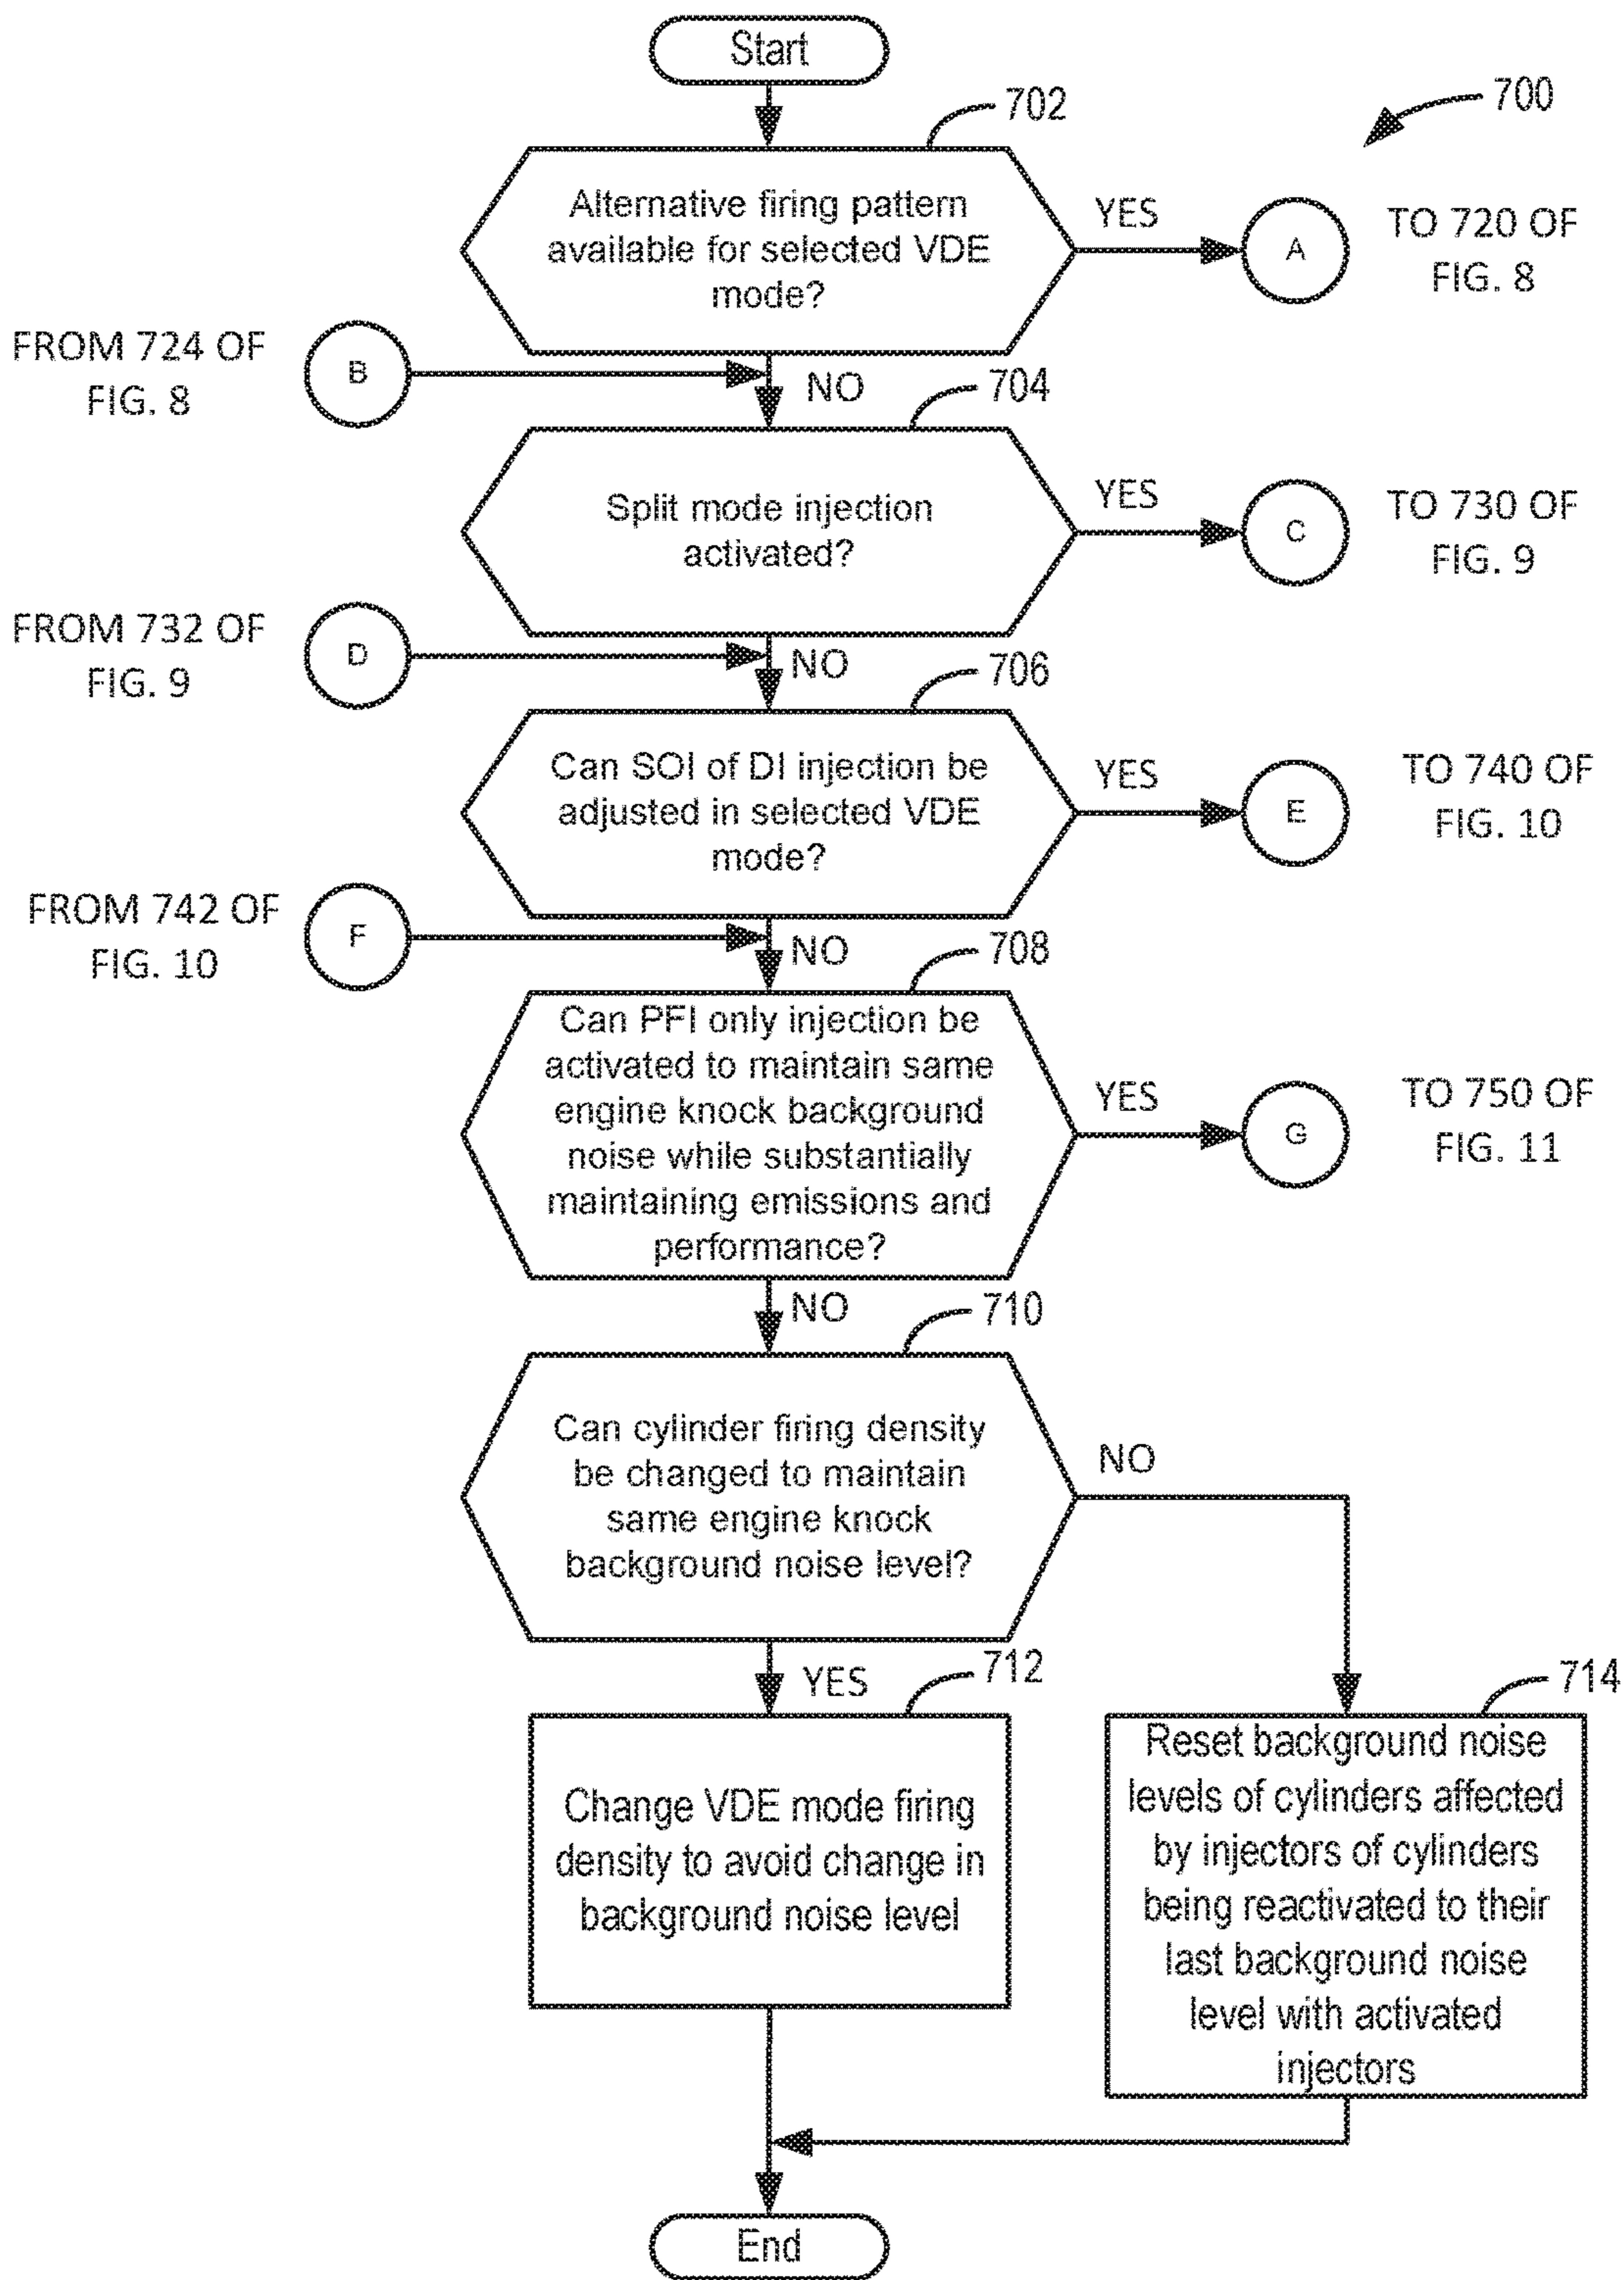 Start
702
700
Alternative firing pattern
available for selected VDE
mode?
YES
A
TO 720 OF
FIG. 8
FROM 724 OF
FIG. 8
B
NO
704
Split mode injection
activated?
YES
C
TO 730 OF
FIG. 9
FROM 732 OF
FIG. 9
D
NO
706
Can SOI of DI injection be
adjusted in selected VDE
mode?
YES
E
TO 740 OF
FIG. 10
FROM 742 OF
FIG. 10
F
NO
708
Can PFI only injection be
activated to maintain same
engine knock background
noise while substantially
maintaining emissions and
performance?
YES
G
TO 750 OF
FIG. 11
NO
710
Can cylinder firing density
be changed to maintain
same engine knock
background noise level?
NO
YES
712
Change VDE mode firing
density to avoid change in
background noise level
714
Reset background noise
levels of cylinders affected
by injectors of cylinders
being reactivated to their
last background noise
level with activated
injectors
End